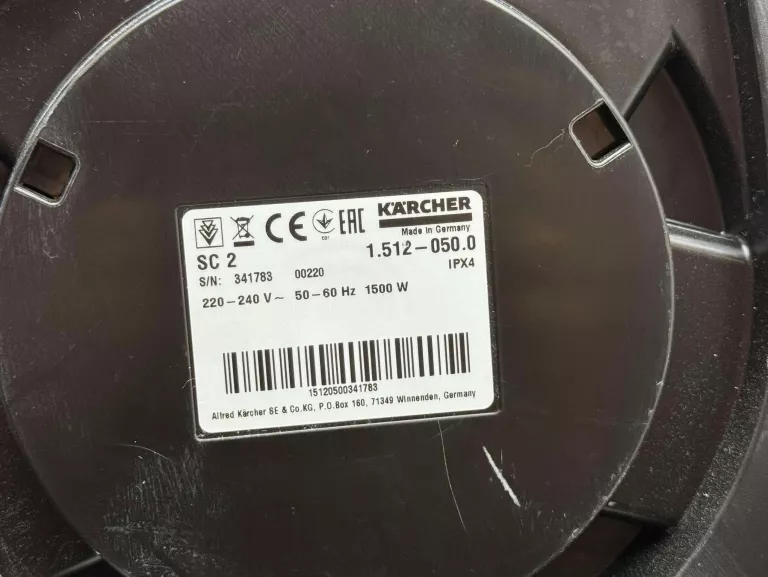 CE EAC KÄRCHER
Made in Germany
SC 2 1.512-050.0
S/N: 341783 00220 IPX4
220-240 V~ 50-60 Hz 1500 W
15120500341783
Alfred Kärcher SE & Co.KG, P.O.Box 160, 71349 Winnenden, Germany